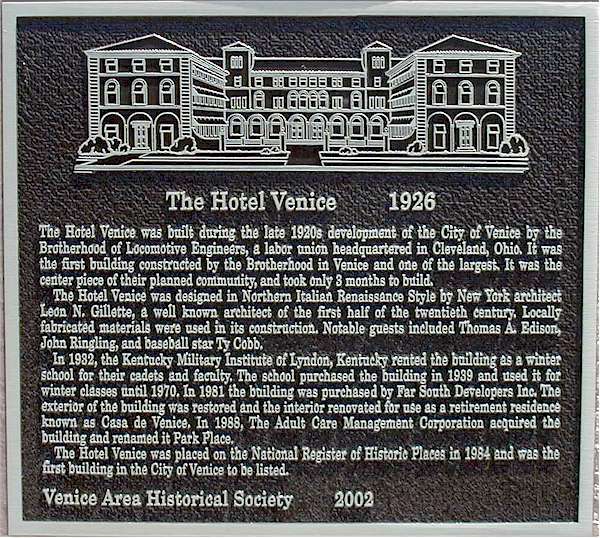 The Hotel Venice 1926
The Hotel Venice was built during the late 1920s development of the City of Venice by the
Brotherhood of Locomotive Engineers, a labor union headquartered in Cleveland, Ohio. It was
the first building constructed by the Brotherhood in Venice and one of the largest. It was the
center piece of their planned community, and took only 3 months to build.
The Hotel Venice was designed in Northern Italian Renaissance Style by New York architect
Leon N. Gillette, a well known architect of the first half of the twentieth century. Locally
fabricated materials were used in its construction. Notable guests included Thomas A. Edison,
John Ringling, and baseball star Ty Cobb.
In 1932, the Kentucky Military Institute of Lyndon, Kentucky rented the building as a winter
school for their cadets and faculty. The school purchased the building in 1939 and used it for
winter classes until 1970. In 1981 the building was purchased by Far South Developers Inc. The
exterior of the building was restored and the interior renovated for use as a retirement residence
known as Casa de Venice. In 1988, The Adult Care Management Corporation acquired the
building and renamed it Park Place.
The Hotel Venice was placed on the National Register of Historic Places in 1984 and was the
first building in the City of Venice to be listed.
Venice Area Historical Society 2002